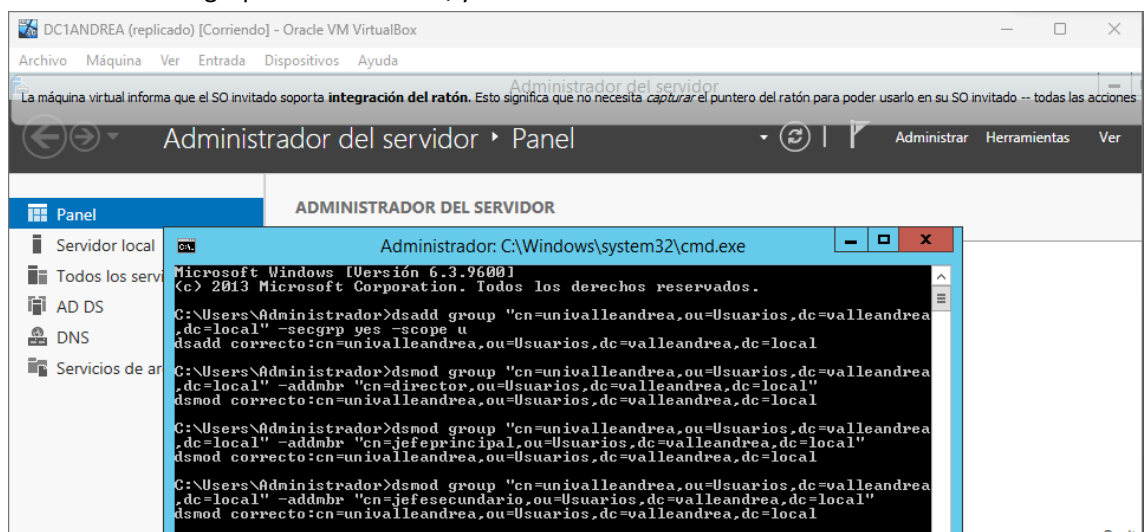 DC1ANDREA (replicado) [Corriendo] - Oracle VM VirtualBox
Archivo Máquina Ver Entrada Dispositivos Ayuda
Administrador del servidor
La máquina virtual informa que el SO invitado soporta integración del ratón. Esto significa que no necesita capturar el puntero del ratón para poder usarlo en su SO invitado -- todas las acciones
Administrador del servidor Panel
Administrar Herramientas Ver
Panel
ADMINISTRADOR DEL SERVIDOR
Servidor local
Todos los servi
AD DS
DNS
Servicios de ar
Administrador: C:\Windows\system32\cmd.exe
Microsoft Windows [Versión 6.3.9600]
(c) 2013 Microsoft Corporation. Todos los derechos reservados.
C:\Users\Administrador>dsadd group "cn=univalleandrea,ou=Usuarios,dc=valleandrea
,dc=local" -secgrp yes -scope u
dsadd correcto:cn=univalleandrea,ou=Usuarios,dc=valleandrea,dc=local
C:\Users\Administrador>dsmod group "cn=univalleandrea,ou=Usuarios,dc=valleandrea
,dc=local" -addmbr "cn=director,ou=Usuarios,dc=valleandrea,dc=local"
dsmod correcto:cn=univalleandrea,ou=Usuarios,dc=valleandrea,dc=local
C:\Users\Administrador>dsmod group "cn=univalleandrea,ou=Usuarios,dc=valleandrea
,dc=local" -addmbr "cn=jefeprincipal,ou=Usuarios,dc=valleandrea,dc=local"
dsmod correcto:cn=univalleandrea,ou=Usuarios,dc=valleandrea,dc=local
C:\Users\Administrador>dsmod group "cn=univalleandrea,ou=Usuarios,dc=valleandrea
,dc=local" -addmbr "cn=jefesecundario,ou=Usuarios,dc=valleandrea,dc=local"
dsmod correcto:cn=univalleandrea,ou=Usuarios,dc=valleandrea,dc=local